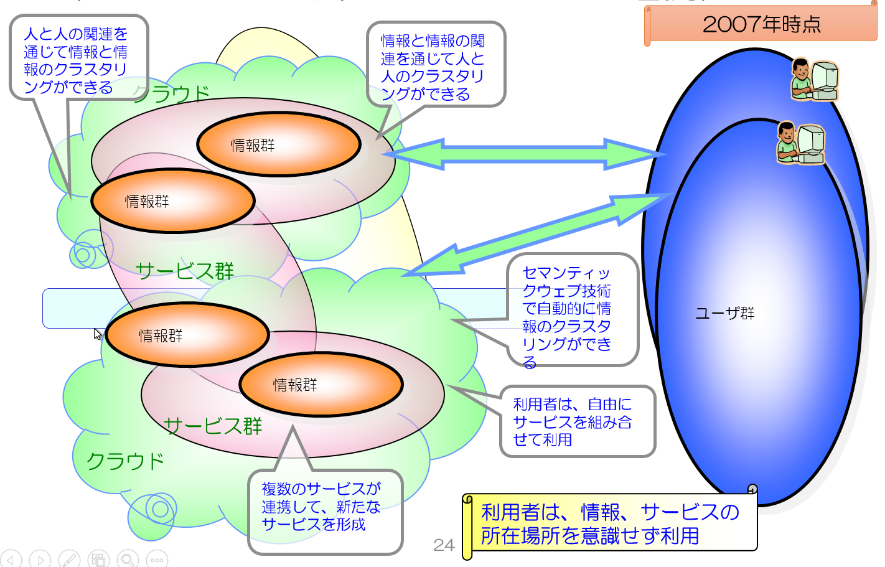 2007年時点
人と人の関連を
通じて情報と情
報のクラスタリ
ングができる
情報と情報の関
連を通じて人と
人のクラスタリ
ングができる
クラウド
情報群
情報群
サービス群
セマンティッ
クウェブ技術
で自動的に情
報のクラスタ
リングができ
る
ユーザ群
情報群
情報群
利用者は、自由に
サービスを組み合
せて利用
サービス群
クラウド
複数のサービスが
連携して、新たな
サービスを形成
利用者は、情報、サービスの
所在場所を意識せず利用
24